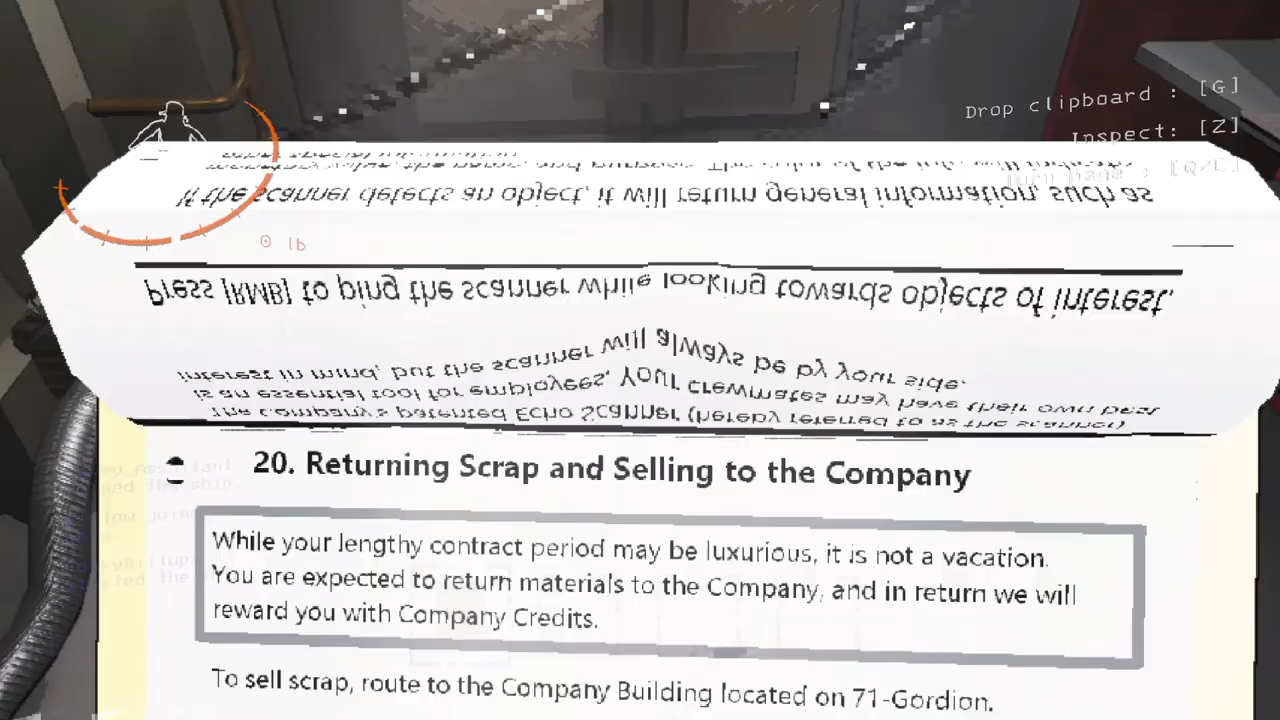 Drop clipboard : [G]
Inspect: [Z]
[Q/E]
If the scanner detects an object, it will return general information, such as
0 lb
Press [RMB] to ping the scanner while looking towards objects of interest.
interest in mind, but the scanner will always be by your side.
is an essential tool for employees. Your crewmates may have their own best
The Company's patented Echo Scanner (hereby referred to as the scanner)
20. Returning Scrap and Selling to the Company
While your lengthy contract period may be luxurious, it is not a vacation.
You are expected to return materials to the Company, and in return we will
reward you with Company Credits.
To sell scrap, route to the Company Building located on 71-Gordion.